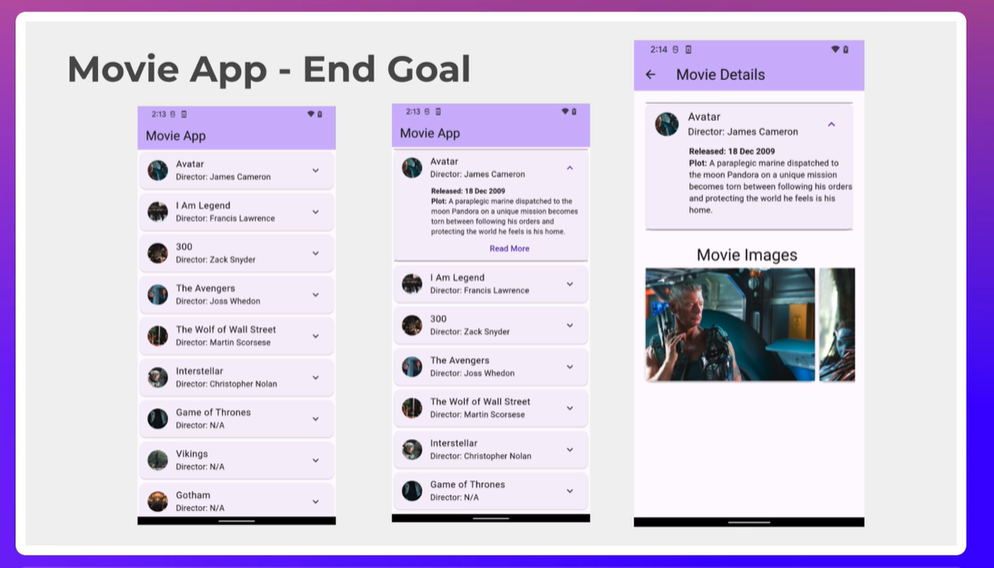 Movie App - End Goal
2:13
Movie App
Avatar
Director: James Cameron
I Am Legend
Director: Francis Lawrence
300
Director: Zack Snyder
The Avengers
Director: Joss Whedon
The Wolf of Wall Street
Director: Martin Scorsese
Interstellar
Director: Christopher Nolan
Game of Thrones
Director: N/A
Vikings
Director: N/A
Gotham
Director: N/A
2:13
Movie App
Avatar
Director: James Cameron
Released: 18 Dec 2009
Plot: A paraplegic marine dispatched to the
moon Pandora on a unique mission becomes
torn between following his orders and
protecting the world he feels is his home.
Read More
I Am Legend
Director: Francis Lawrence
300
Director: Zack Snyder
The Avengers
Director: Joss Whedon
The Wolf of Wall Street
Director: Martin Scorsese
Interstellar
Director: Christopher Nolan
Game of Thrones
Director: N/A
2:14
Movie Details
Avatar
Director: James Cameron
Released: 18 Dec 2009
Plot: A paraplegic marine dispatched to
the moon Pandora on a unique mission
becomes torn between following his orders
and protecting the world he feels is his
home.
Movie Images